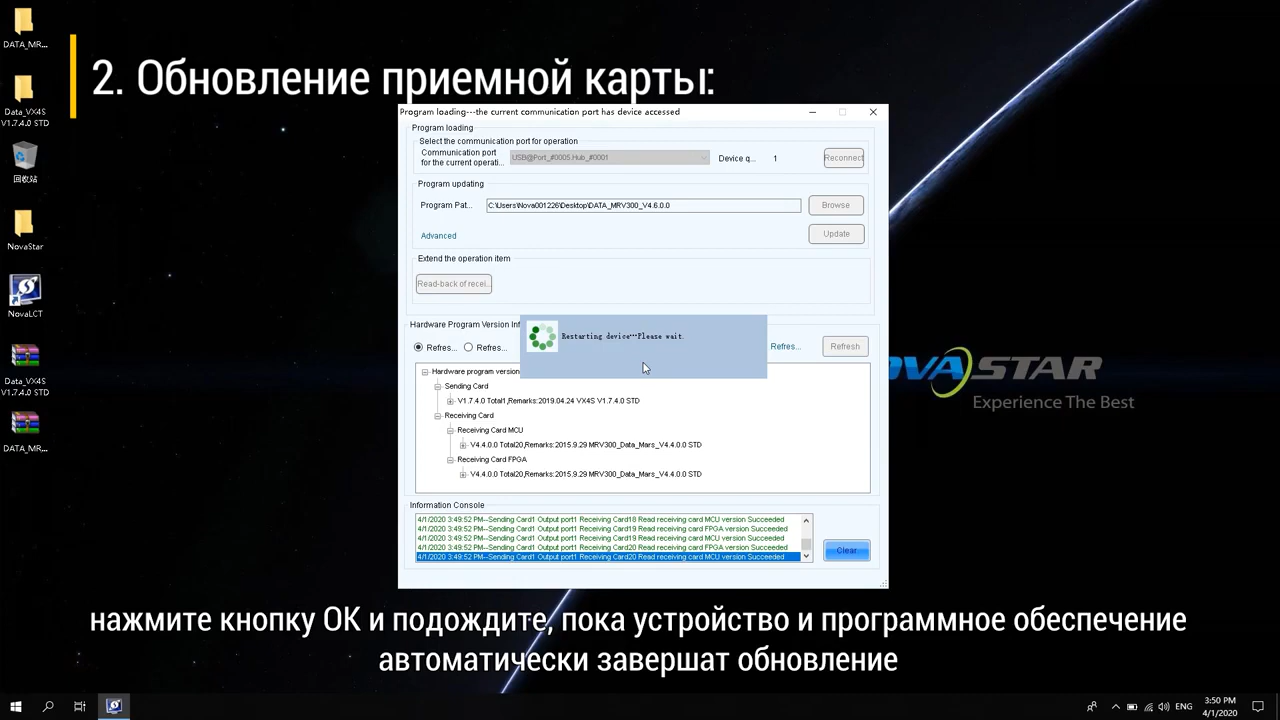 2. Обновление приемной карты:
DATA_MR...
Data_VX4S
V1.7.4.0 STD
回收站
NovaStar
NovaLCT
Data_VX4S
V1.7.4.0 STD
DATA_MR...
Program loading---the current communication port has device accessed
Program loading
Select the communication port for operation
Communication port
for the current operati...
USB@Port_#0005.Hub_#0001
Device q...
1
Reconnect
Program updating
Program Pat...
C:\Users\Nova001226\Desktop\DATA_MRV300_V4.6.0.0
Browse
Advanced
Update
Extend the operation item
Read-back of recei...
Hardware Program Version Inf
Restarting device···Please wait.
Refres...
Refres...
Refres...
Refresh
Hardware program version
Sending Card
V1.7.4.0 Total1,Remarks:2019.04.24 VX4S V1.7.4.0 STD
Receiving Card
Receiving Card MCU
V4.4.0.0 Total20,Remarks:2015.9.29 MRV300_Data_Mars_V4.4.0.0 STD
Receiving Card FPGA
V4.4.0.0 Total20,Remarks:2015.9.29 MRV300_Data_Mars_V4.4.0.0 STD
Information Console
4/1/2020 3:49:52 PM--Sending Card1 Output port1 Receiving Card18 Read receiving card MCU version Succeeded
4/1/2020 3:49:52 PM--Sending Card1 Output port1 Receiving Card19 Read receiving card FPGA version Succeeded
4/1/2020 3:49:52 PM--Sending Card1 Output port1 Receiving Card19 Read receiving card MCU version Succeeded
4/1/2020 3:49:52 PM--Sending Card1 Output port1 Receiving Card20 Read receiving card FPGA version Succeeded
4/1/2020 3:49:52 PM--Sending Card1 Output port1 Receiving Card20 Read receiving card MCU version Succeeded
Clear
OVASTAR
Experience The Best
нажмите кнопку ОК и подождите, пока устройство и программное обеспечение
автоматически завершат обновление
ENG
3:50 PM
4/1/2020